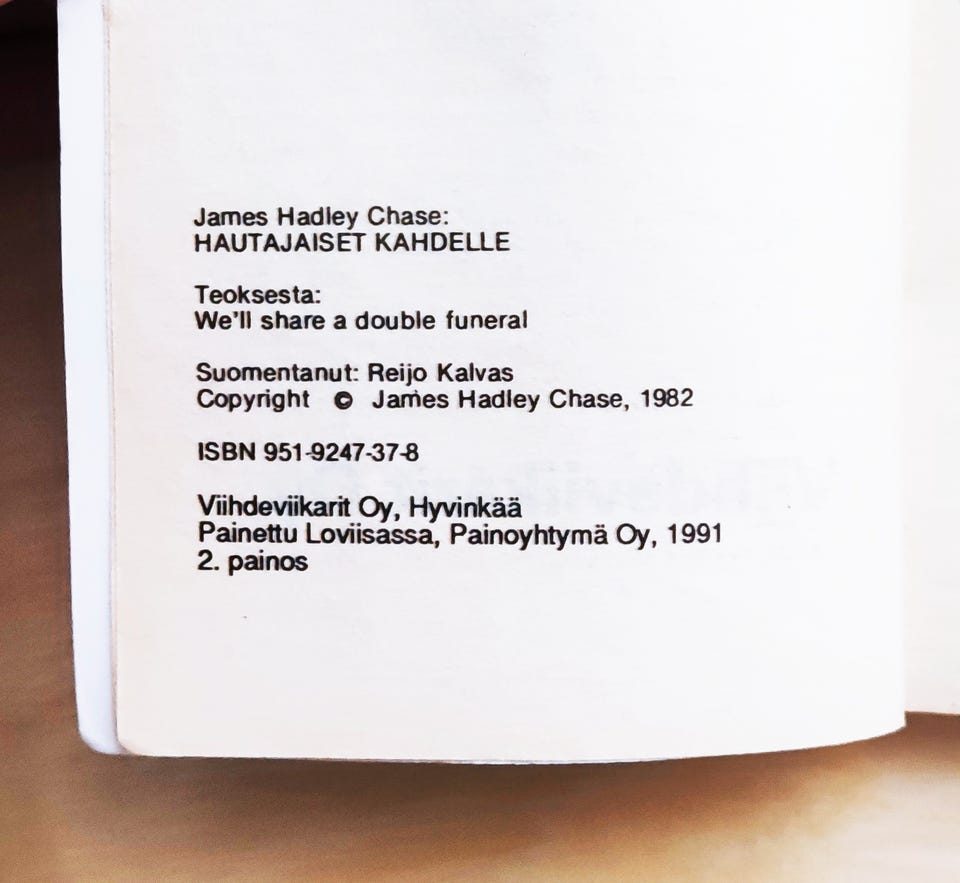 James Hadley Chase:
HAUTAJAISET KAHDELLE
Teoksesta:
We'll share a double funeral
Suomentanut: Reijo Kalvas
Copyright © James Hadley Chase, 1982
ISBN 951-9247-37-8
Viihdeviikarit Oy, Hyvinkää
Painettu Loviisassa, Painoyhtymä Oy, 1991
2. painos